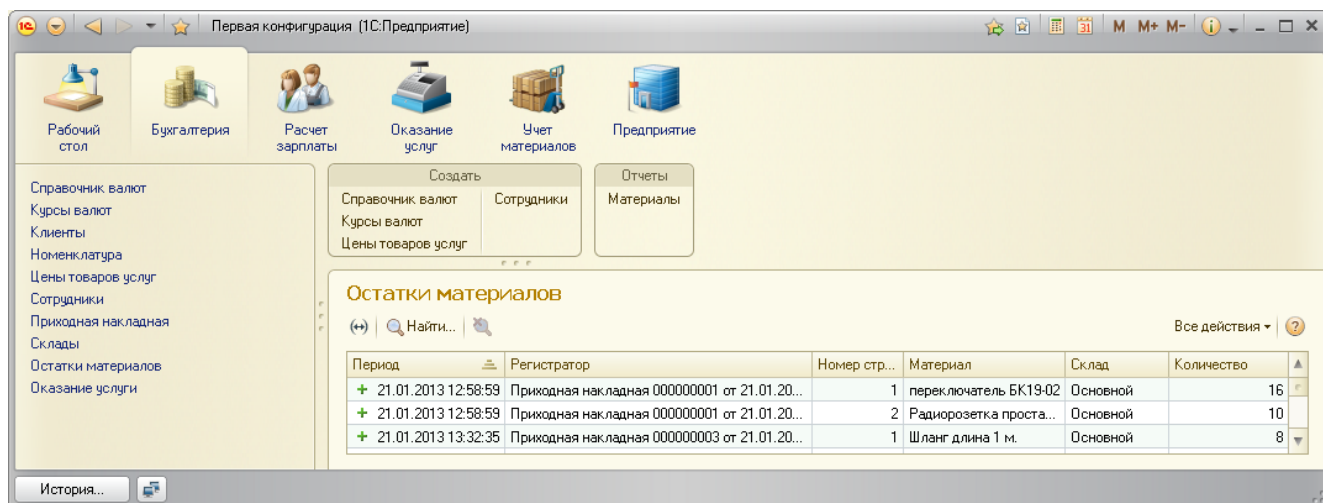 1С Первая конфигурация (1С:Предприятие) 31 M M+ M-
Рабочий стол
Бухгалтерия
Расчет зарплаты
Оказание услуг
Учет материалов
Предприятие
Справочник валют
Курсы валют
Клиенты
Номенклатура
Цены товаров услуг
Сотрудники
Приходная накладная
Склады
Остатки материалов
Оказание услуги
Создать
Справочник валют Сотрудники
Курсы валют
Цены товаров услуг
Отчеты
Материалы
Остатки материалов
Найти... Все действия ?
Период Регистратор Номер стр... Материал Склад Количество
21.01.2013 12:58:59 Приходная накладная 000000001 от 21.01.20... 1 переключатель БК19-02 Основной 16
21.01.2013 12:58:59 Приходная накладная 000000001 от 21.01.20... 2 Радиорозетка проста... Основной 10
21.01.2013 13:32:35 Приходная накладная 000000003 от 21.01.20... 1 Шланг длина 1 м. Основной 8
История...